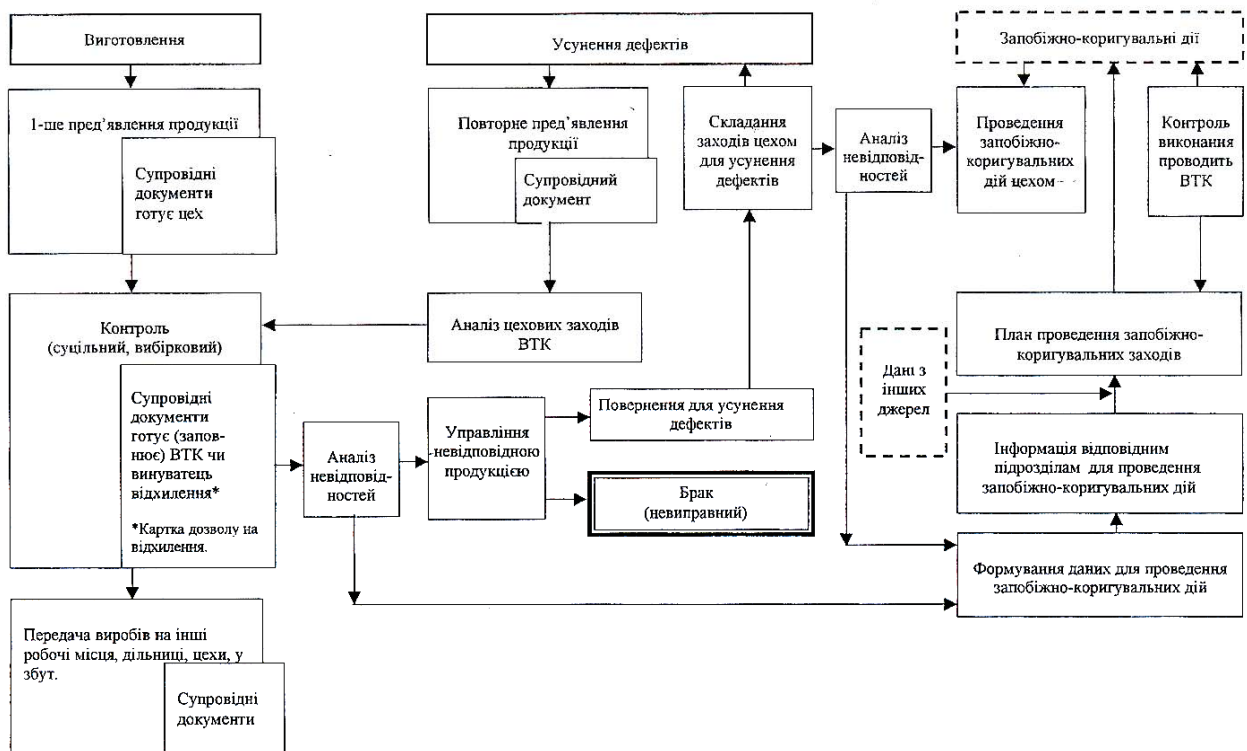 Виготовлення
Усунення дефектів
Запобіжно-коригувальні дії
1-ше пред’явлення продукції
Супровідні
документи
готує цех
Повторне пред’явлення
продукції
Супровідний
документ
Складання
заходів цехом
для усунення
дефектів
Аналіз
невідповід-
ностей
Проведення
запобіжно-
коригувальних
дій цехом
Контроль
виконання
проводить
ВТК
Контроль
(суцільний, вибірковий)
Супровідні
документи
готує (запов-
нює) ВТК чи
винуватець
відхилення*
*Картка дозволу на
відхилення.
Аналіз цехових заходів
ВТК
Аналіз
невідповід-
ностей
Управління
невідповідною
продукцією
Повернення для усунення
дефектів
Брак
(невиправний)
Дані з
інших
джерел
План проведення запобіжно-
коригувальних заходів
Інформація відповідним
підрозділам для проведення
запобіжно-коригувальних дій
Формування даних для проведення
запобіжно-коригувальних дій
Передача виробів на інші
робочі місця, дільниці, цехи, у
збут.
Супровідні
документи